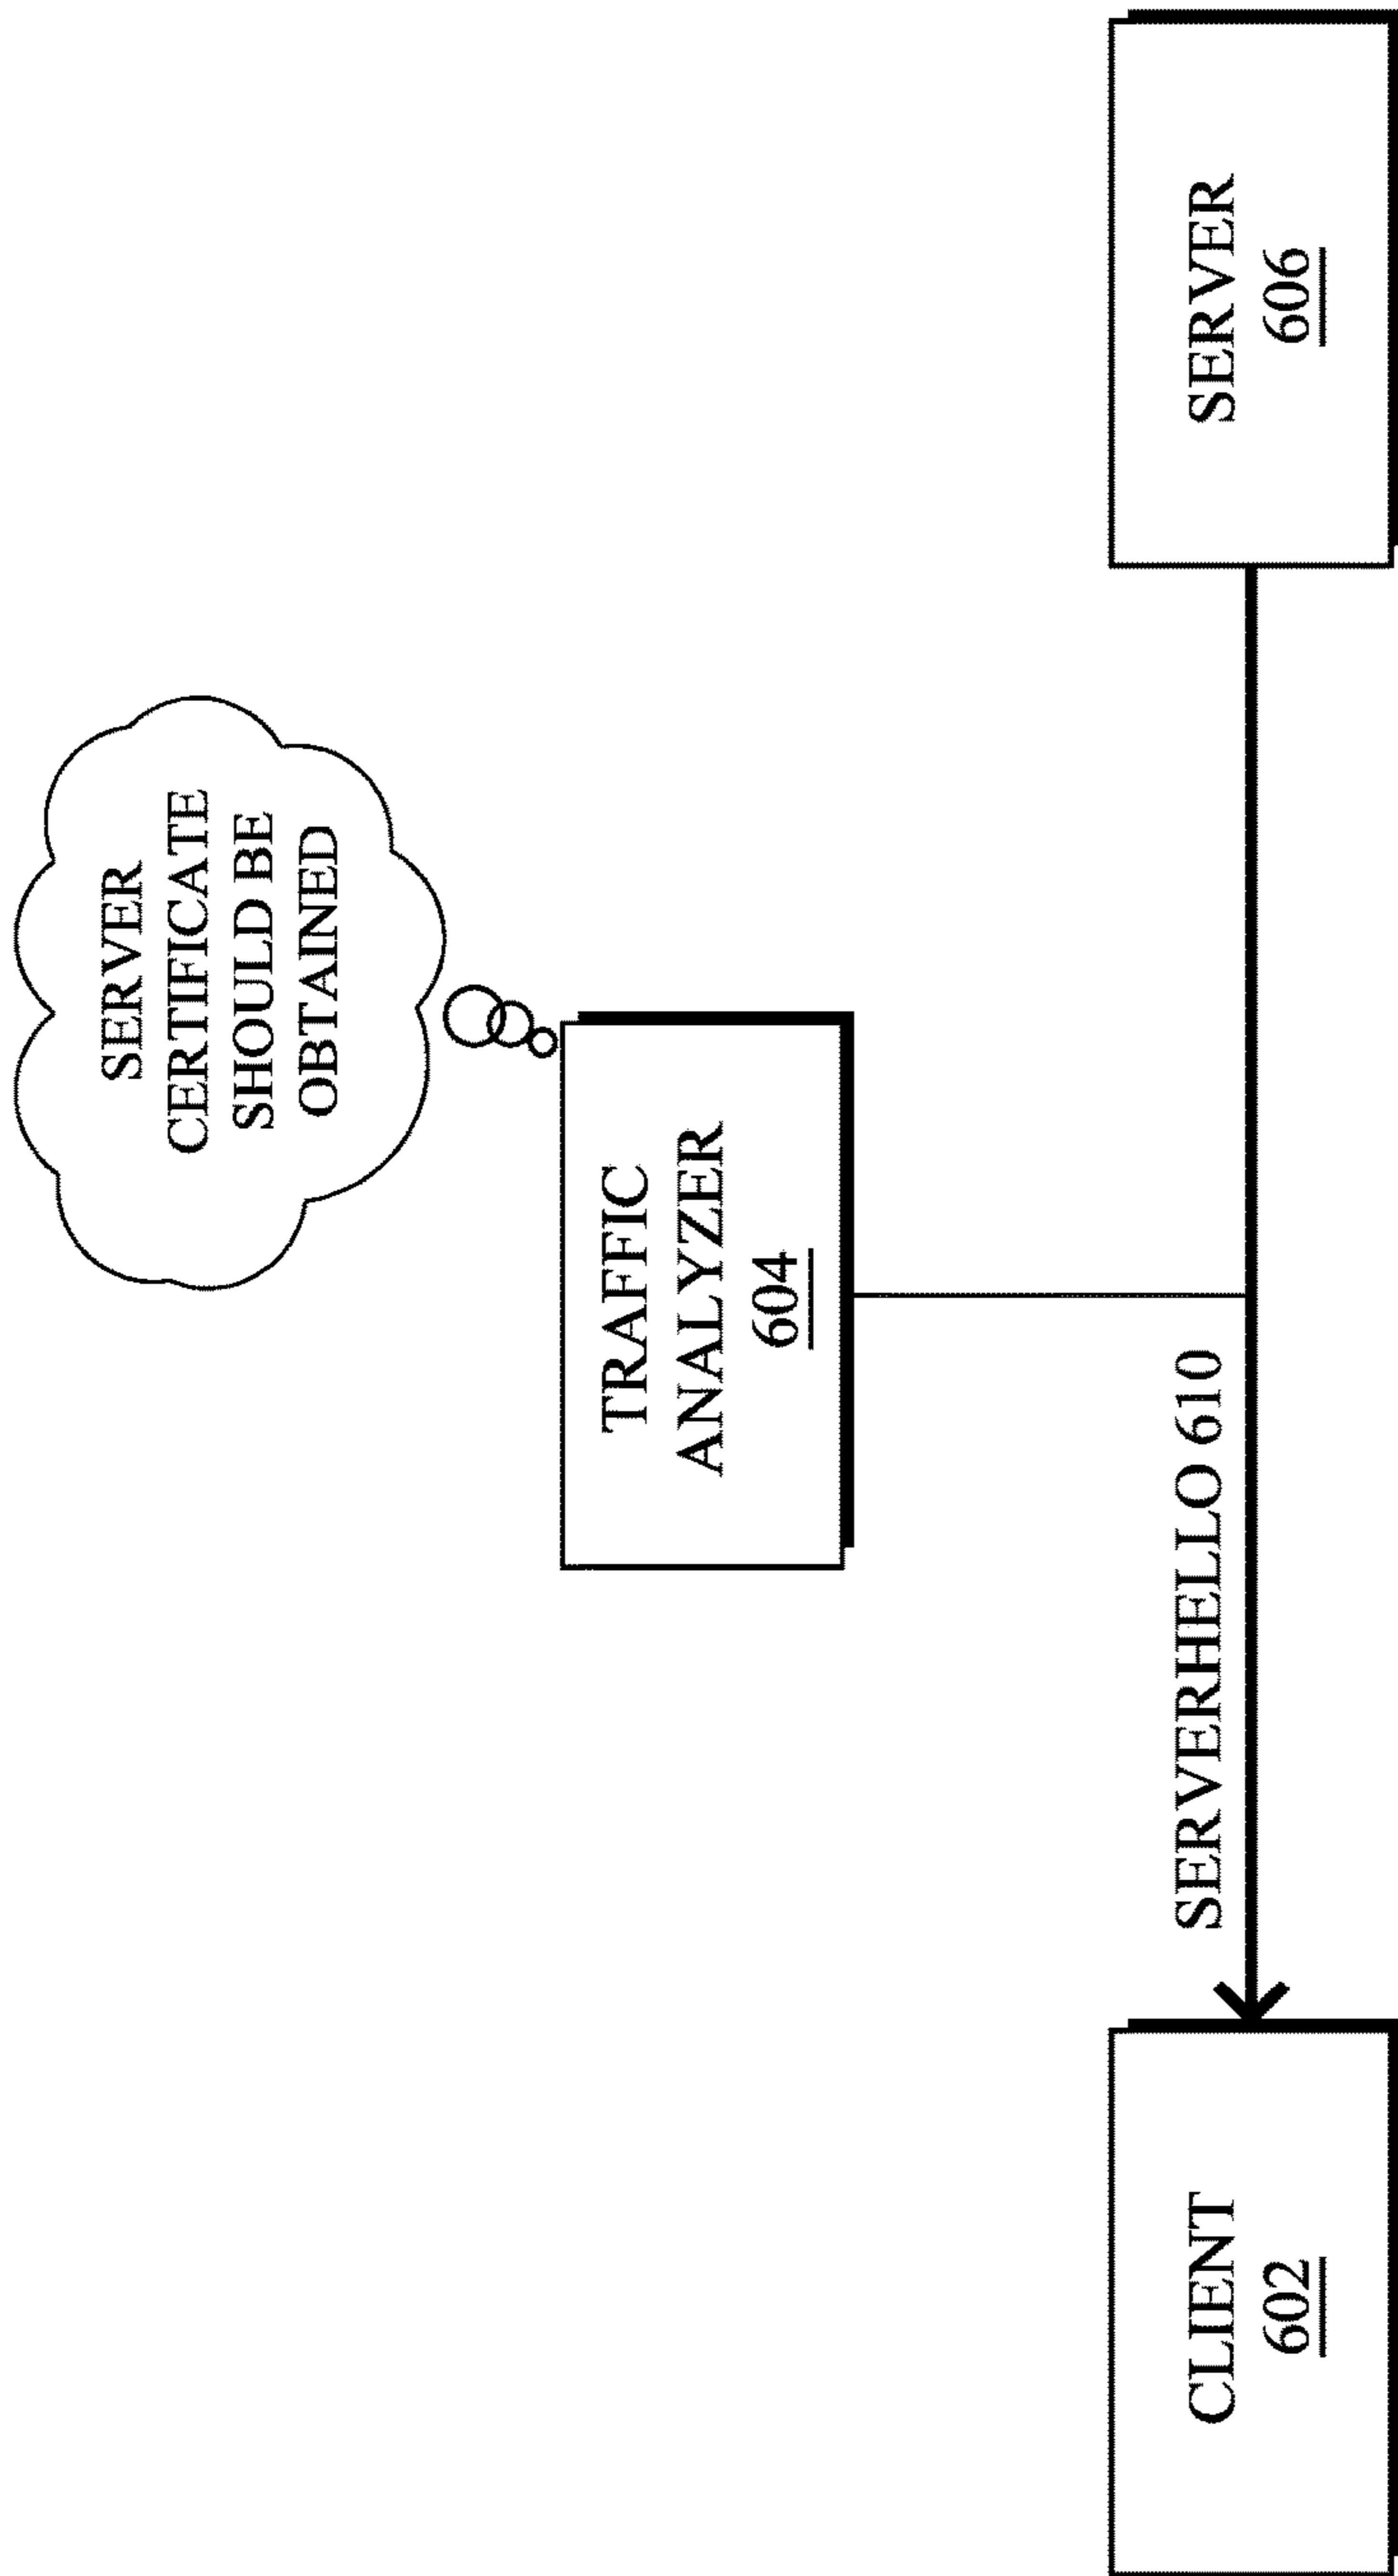 SERVER
CERTIFICATE
SHOULD BE
OBTAINED
TRAFFIC
ANALYZER
604
SERVERHELLO 610
CLIENT
602
SERVER
606